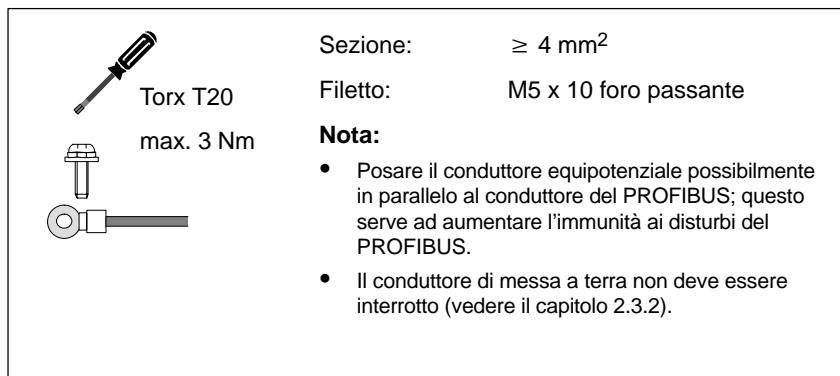 Torx T20
max. 3 Nm
Sezione: ≥ 4 mm²
Filetto: M5 x 10 foro passante
Nota:
• Posare il conduttore equipotenziale possibilmente
in parallelo al conduttore del PROFIBUS; questo
serve ad aumentare l'immunità ai disturbi del
PROFIBUS.
• Il conduttore di messa a terra non deve essere
interrotto (vedere il capitolo 2.3.2).